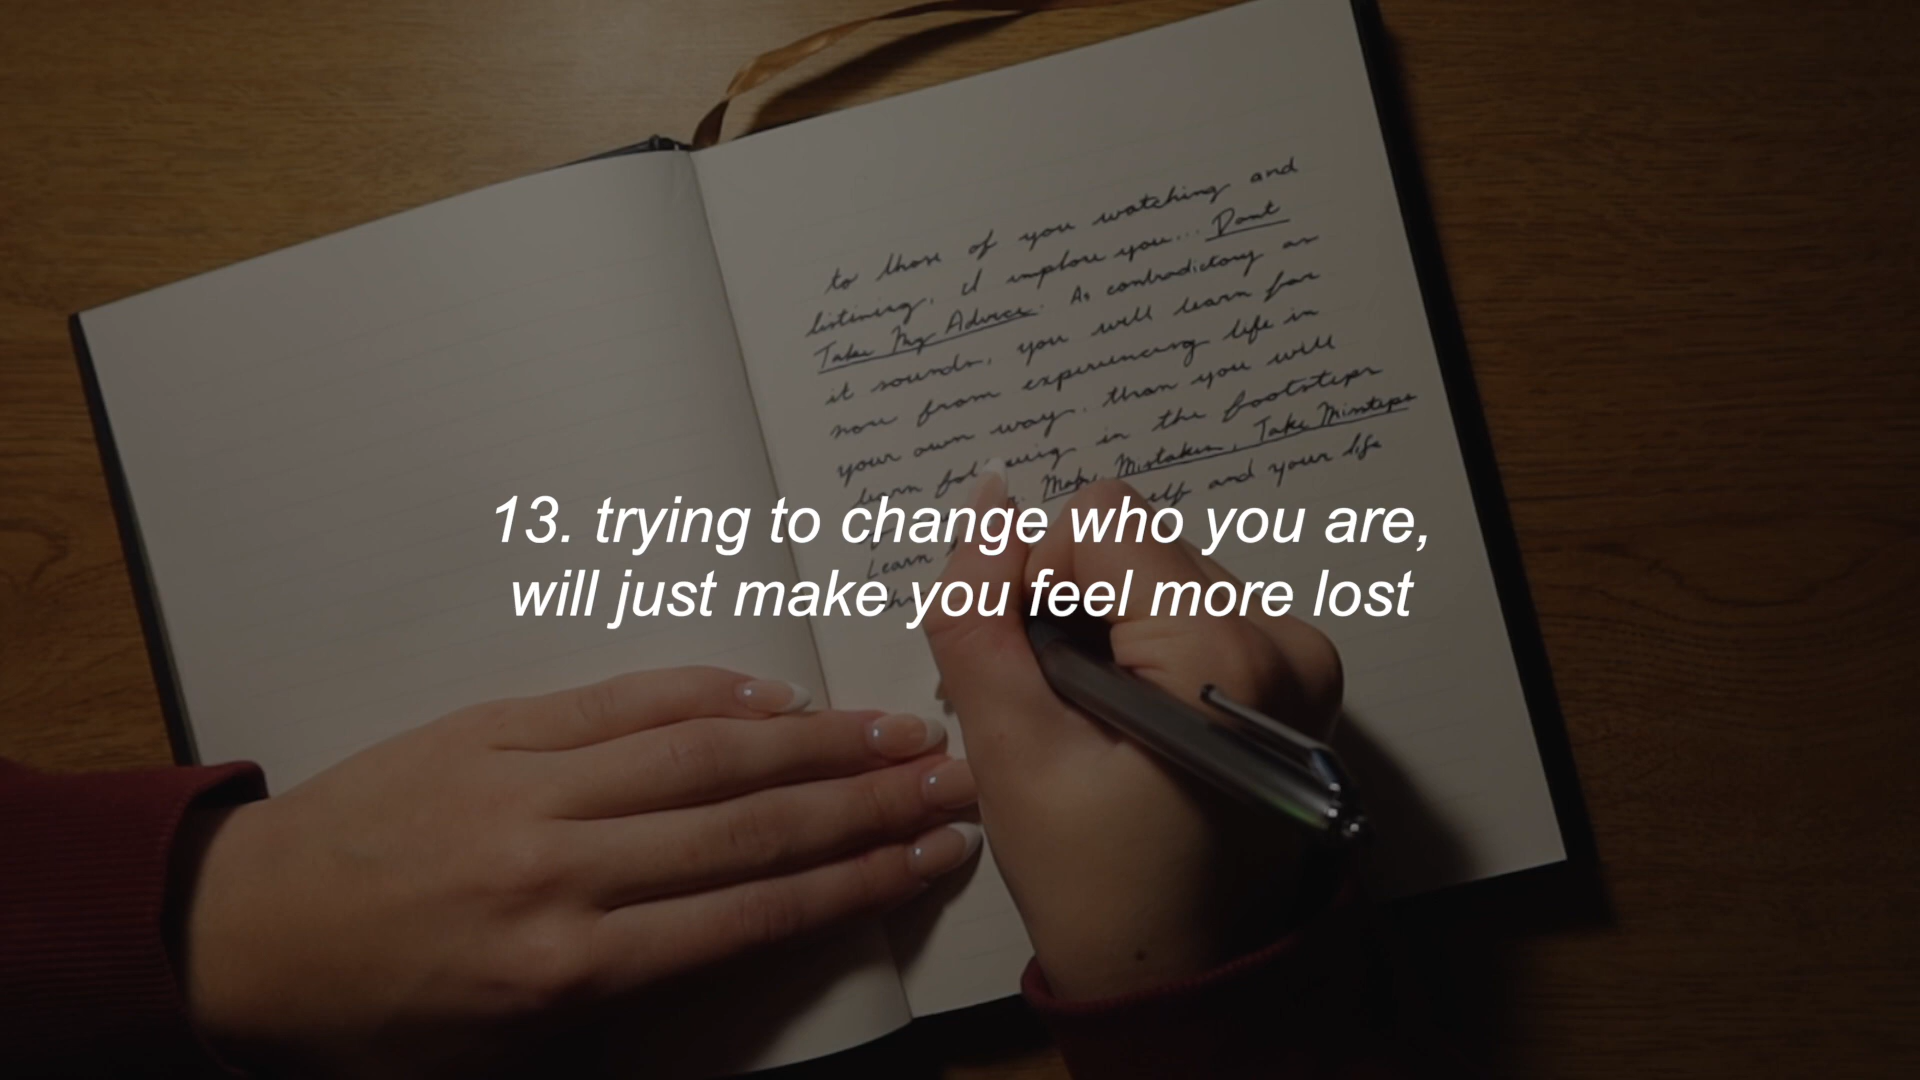 to those of you watching and
listening, I implore you... Dont
Take My Advice. As contradictory as
it sounds, you will learn far
more from experiencing life in
your own way, than you will
learn following in the footsteps
Make Mistakes, Take Missteps
and your life
Learn
13. trying to change who you are,
will just make you feel more lost